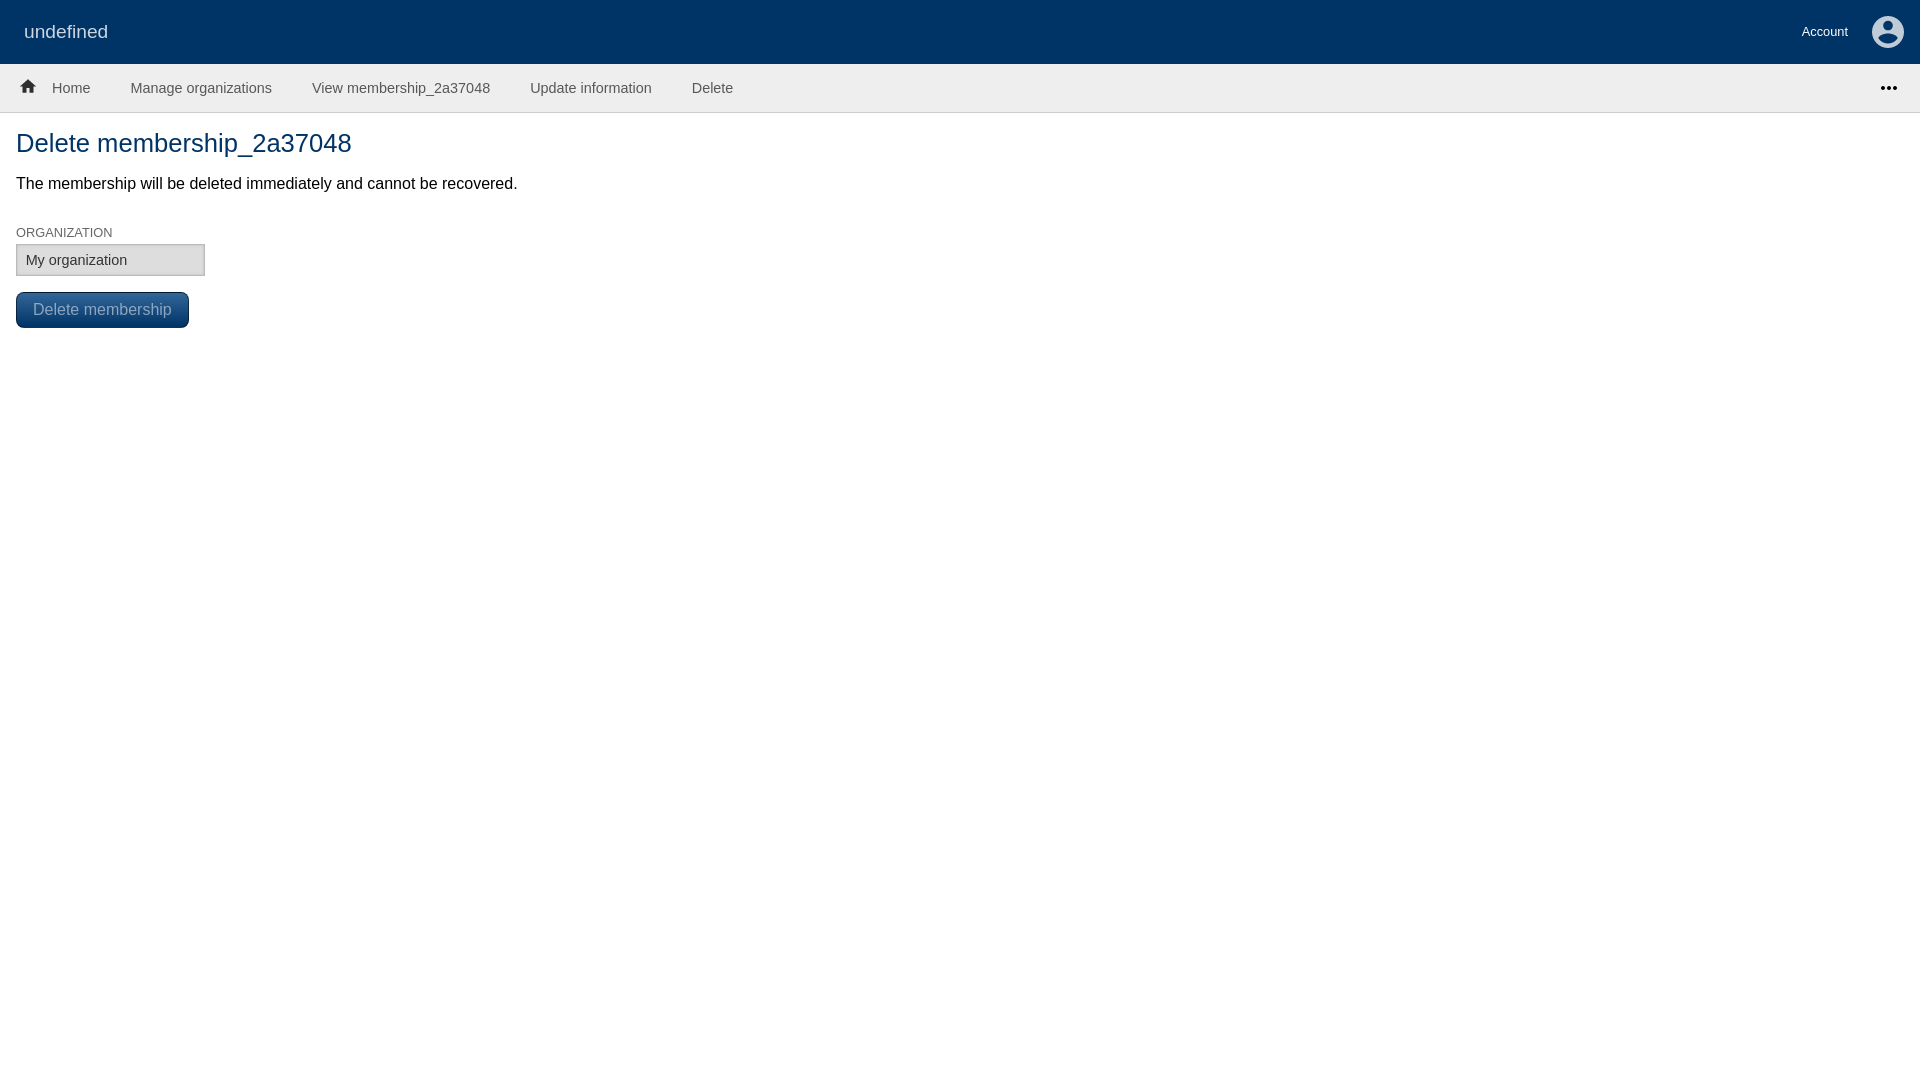 undefined
Account
Home
Manage organizations
View membership_2a37048
Update information
Delete
Delete membership_2a37048
The membership will be deleted immediately and cannot be recovered.
ORGANIZATION
My organization
Delete membership